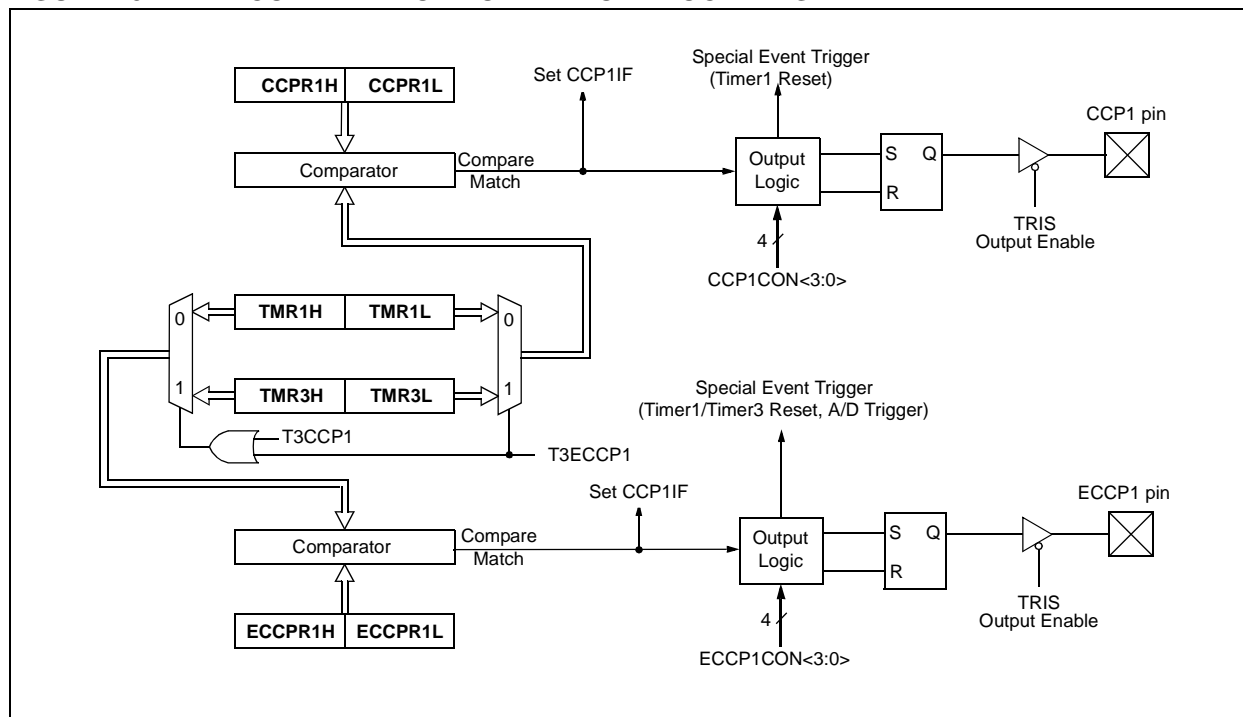 Special Event Trigger
(Timer1 Reset)
Set CCP1IF
CCPR1H CCPR1L
CCP1 pin
Comparator
Compare
Match
Output
Logic
S Q
R
TRIS
Output Enable
4
CCP1CON<3:0>
0 TMR1H TMR1L 0
1 TMR3H TMR3L 1
T3CCP1
T3ECCP1
Special Event Trigger
(Timer1/Timer3 Reset, A/D Trigger)
Set CCP1IF
ECCP1 pin
Comparator
Compare
Match
Output
Logic
S Q
R
TRIS
Output Enable
4
ECCPR1H ECCPR1L
ECCP1CON<3:0>